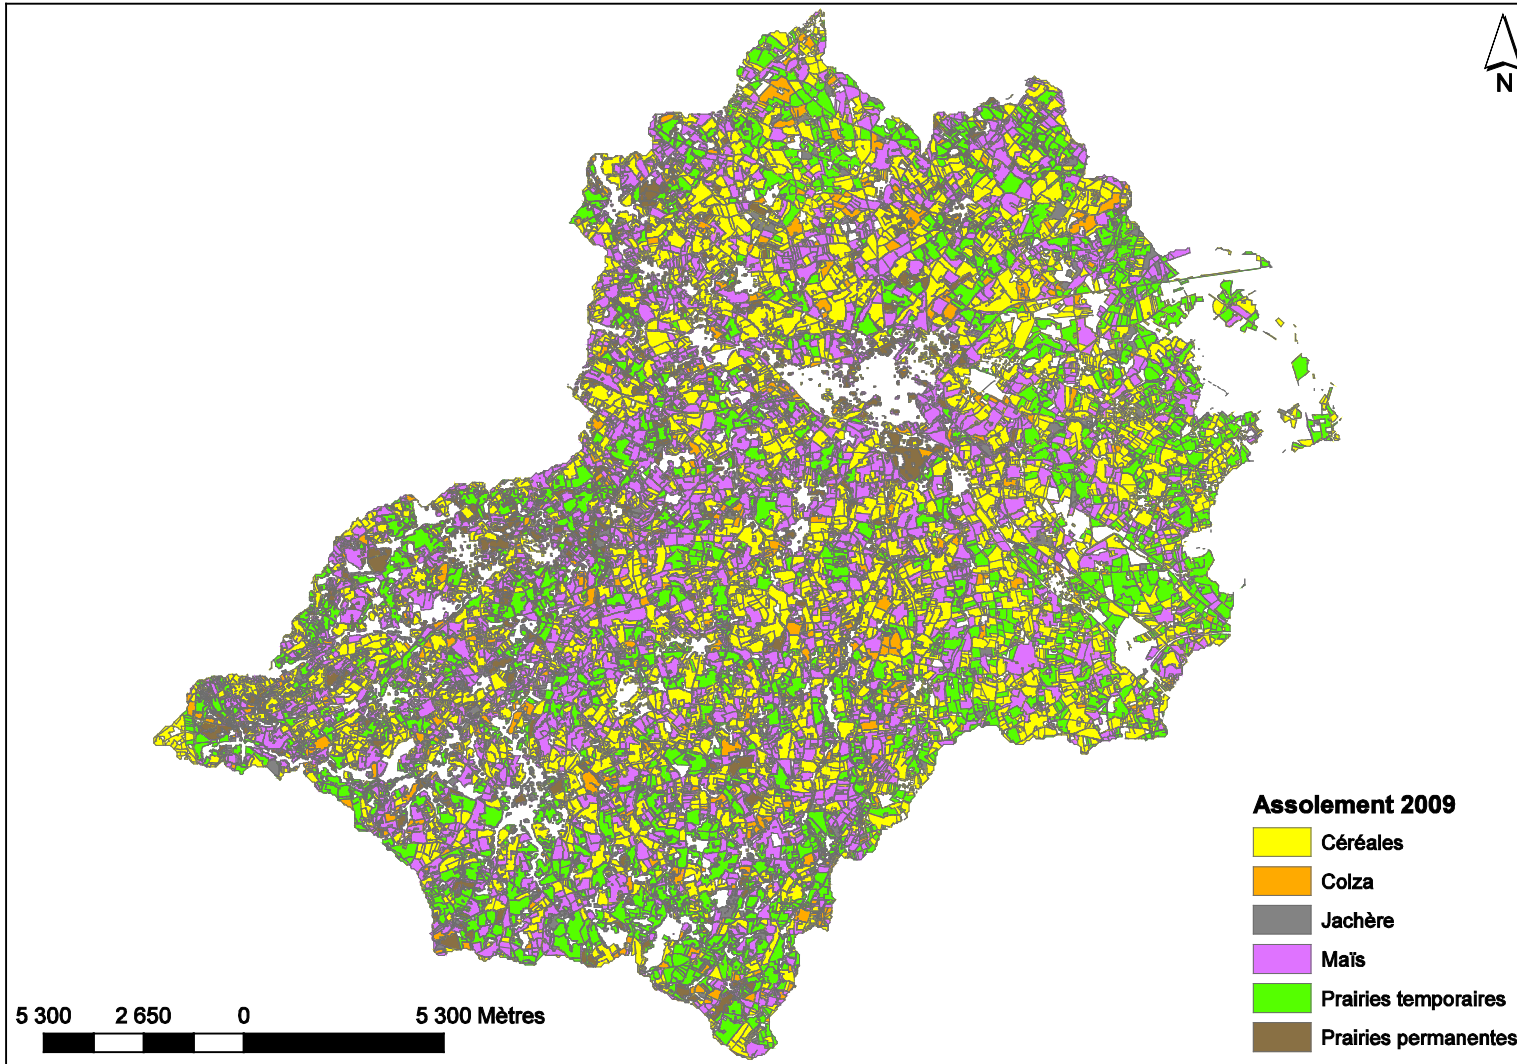 N
Assolement 2009
Céréales
Colza
Jachère
Maïs
Prairies temporaires
Prairies permanentes
5 300 2 650 0 5 300 Mètres